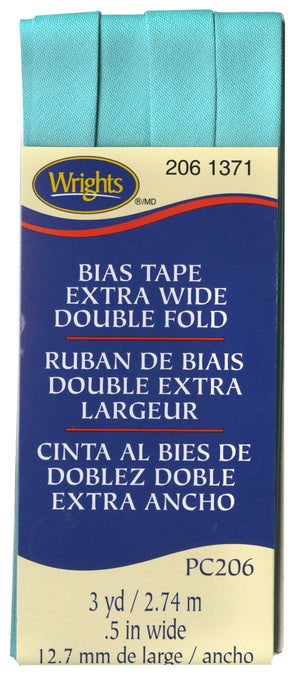 206 1371
Wrights
®/MD
BIAS TAPE
EXTRA WIDE
DOUBLE FOLD
RUBAN DE BIAIS
DOUBLE EXTRA
LARGEUR
CINTA AL BIES DE
DOBLEZ DOBLE
EXTRA ANCHO
PC206
3 yd / 2.74 m
.5 in wide
12.7 mm de large / ancho